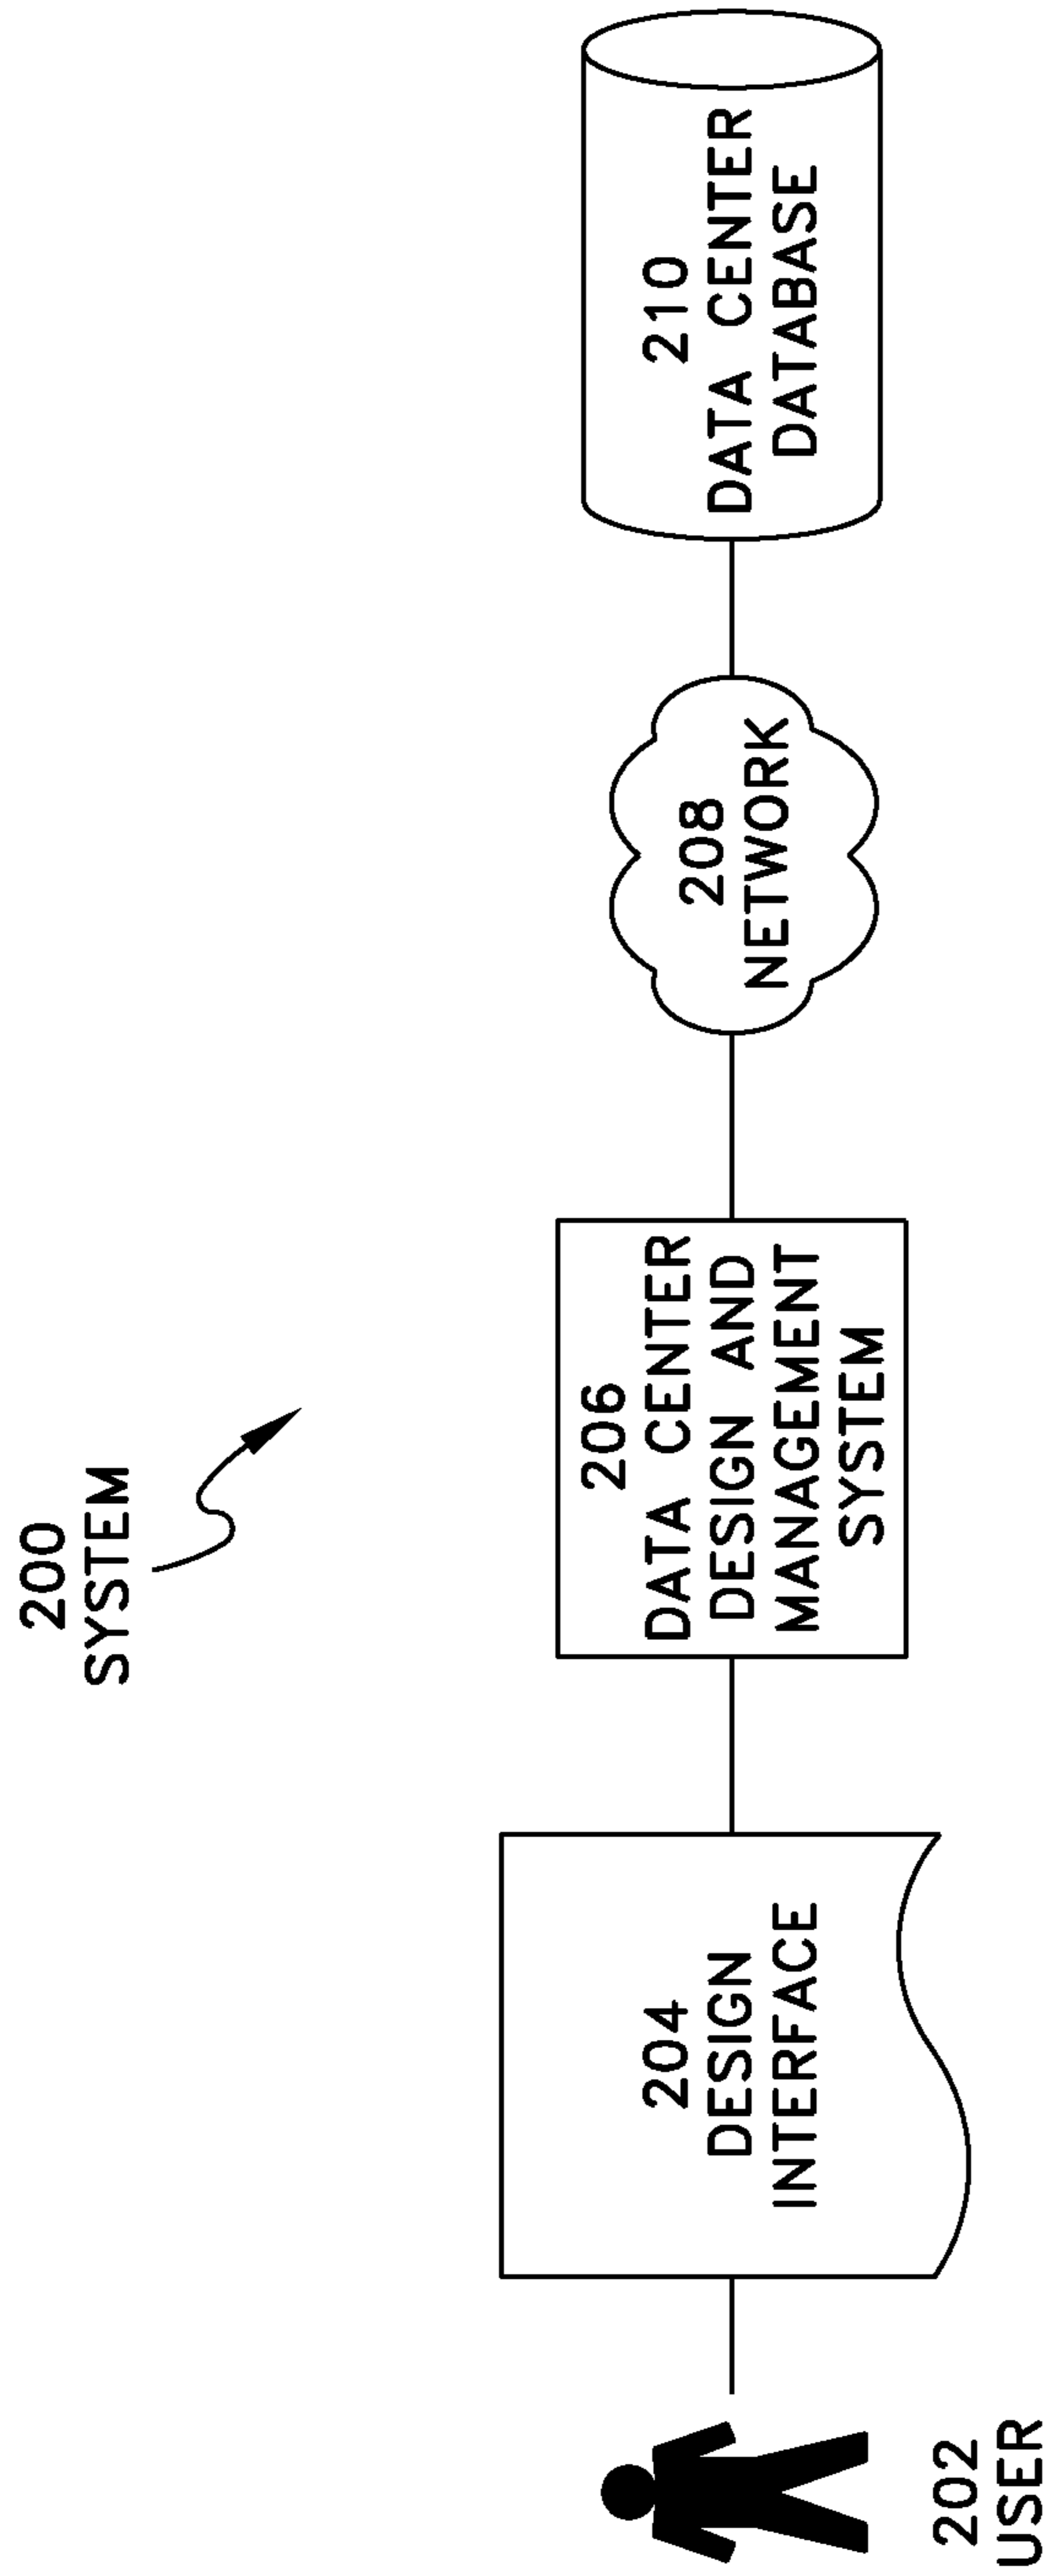 200
SYSTEM
202
USER
204
DESIGN
INTERFACE
206
DATA CENTER
DESIGN AND
MANAGEMENT
SYSTEM
208
NETWORK
210
DATA CENTER
DATABASE